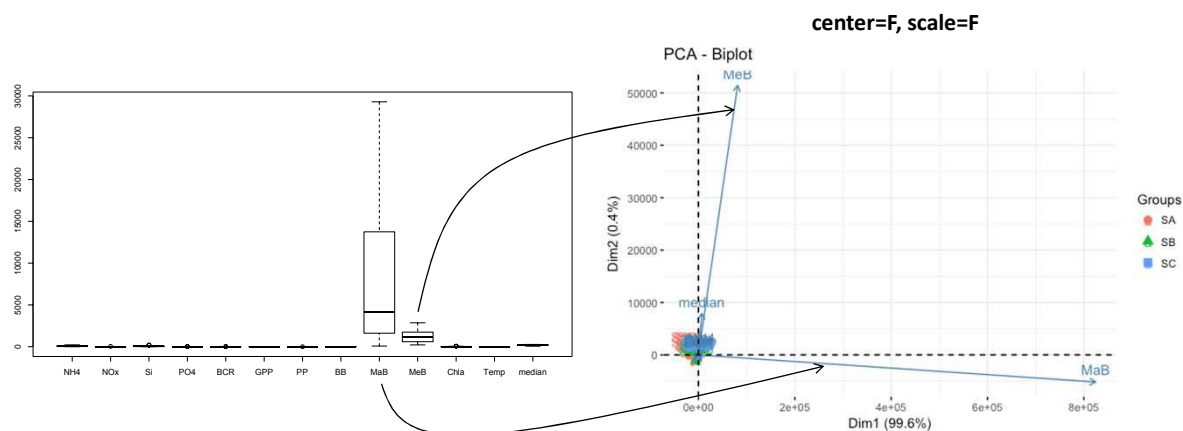 center=F, scale=F
PCA - Biplot
30000
25000
20000
15000
10000
5000
0
NH4 NOx Si PO4 BCR GPP PP BB MaB MeB Chla Temp median
MeB
50000
40000
30000
20000
10000
0
Dim2 (0.4%)
median
MaB
0e+00 2e+05 4e+05 6e+05 8e+05
Dim1 (99.6%)
Groups
SA
SB
SC